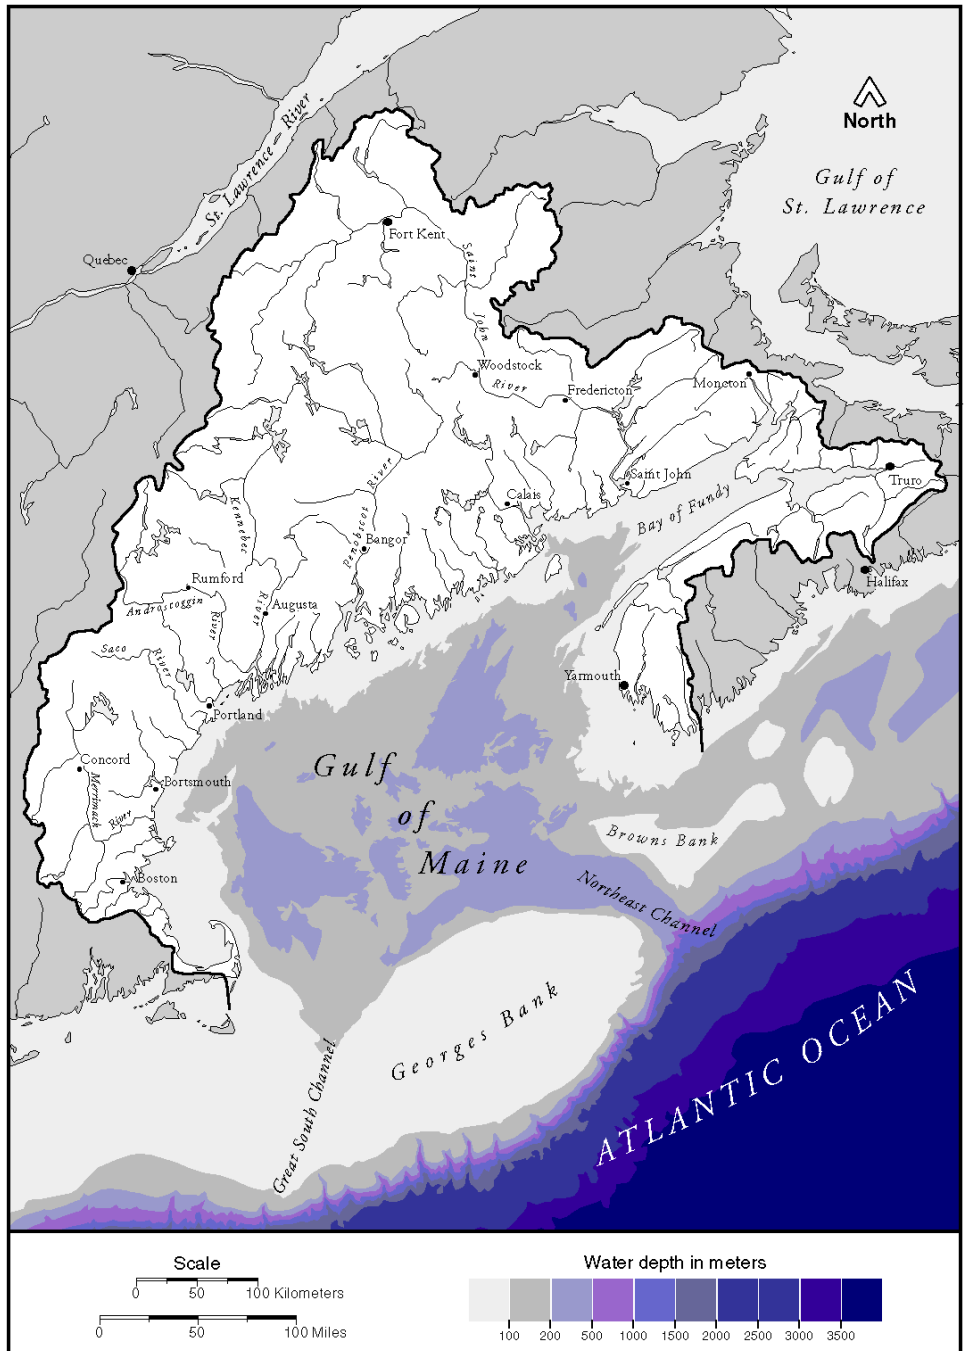 North
Gulf of
St. Lawrence
St. Lawrence River
Quebec
Fort Kent
Saint John River
Woodstock
Fredericton
Moncton
Saint John
Truro
Calais
Bay of Fundy
Kennebec River
Penobscot River
Bangor
Halifax
Rumford
Androscoggin River
Augusta
Saco River
Yarmouth
Portland
Concord
Merrimack River
Bortsmouth
Gulf
of
Maine
Browns Bank
Boston
Northeast Channel
Georges Bank
Great South Channel
ATLANTIC OCEAN
Scale
0 50 100 Kilometers
0 50 100 Miles
Water depth in meters
100 200 500 1000 1500 2000 2500 3000 3500